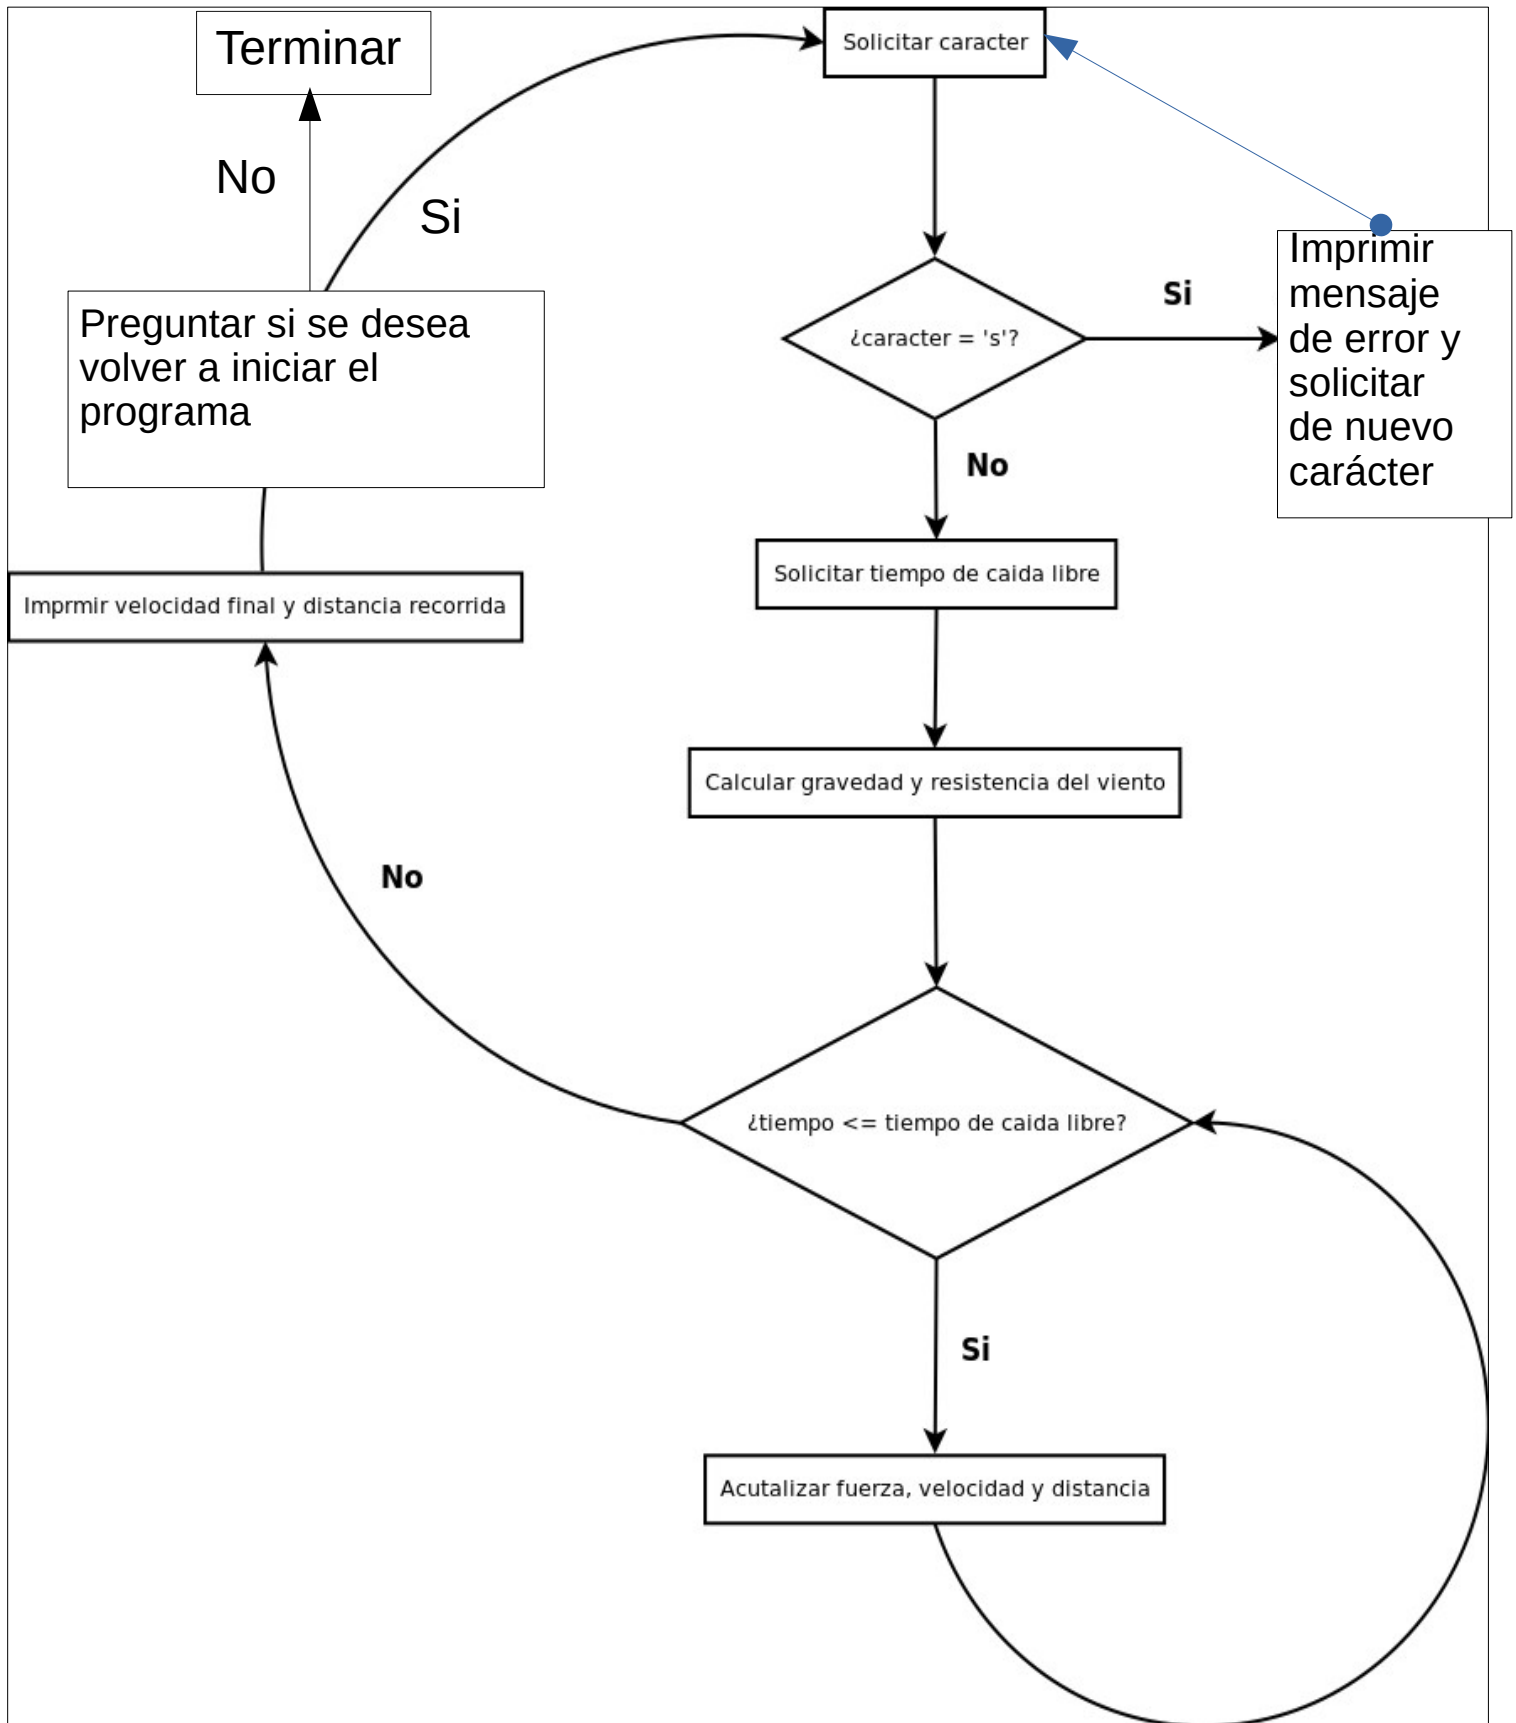 Terminar
Solicitar caracter
No
Si
Imprimir
mensaje
de error y
solicitar
de nuevo
carácter
Si
¿caracter = 's'?
Preguntar si se desea
volver a iniciar el
programa
No
Solicitar tiempo de caida libre
Imprmir velocidad final y distancia recorrida
Calcular gravedad y resistencia del viento
No
¿tiempo <= tiempo de caida libre?
Si
Acutalizar fuerza, velocidad y distancia